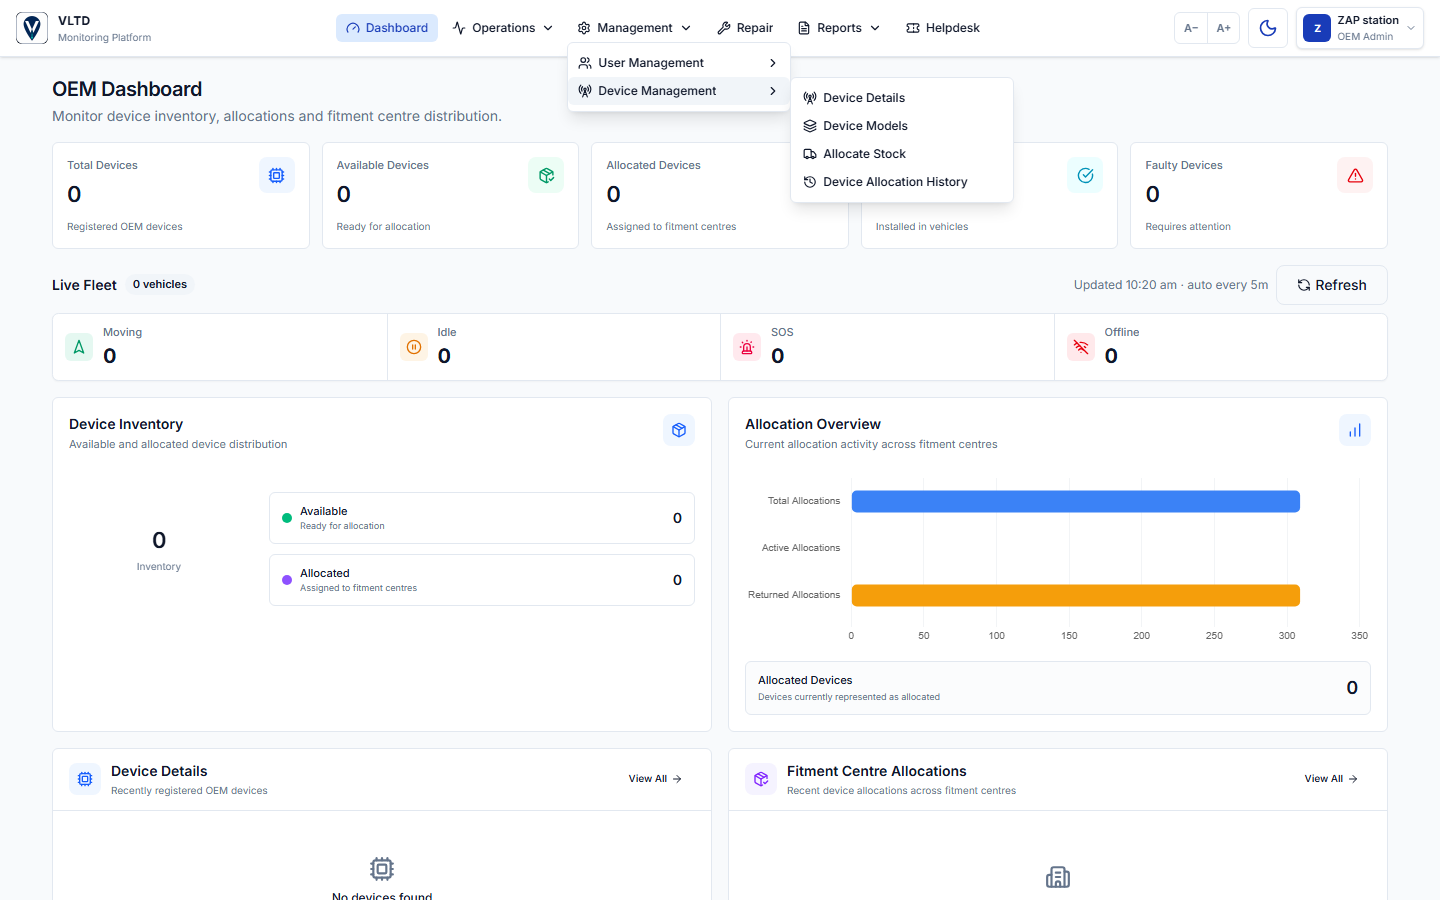 VLTD
Monitoring Platform
Dashboard
Operations
Management
Repair
Reports
Helpdesk
A−
A+
Z
ZAP station
OEM Admin
User Management
Device Management
Device Details
Device Models
Allocate Stock
Device Allocation History
OEM Dashboard
Monitor device inventory, allocations and fitment centre distribution.
Total Devices
0
Registered OEM devices
Available Devices
0
Ready for allocation
Allocated Devices
0
Assigned to fitment centres
Installed in vehicles
Faulty Devices
0
Requires attention
Live Fleet
0 vehicles
Updated 10:20 am · auto every 5m
Refresh
Moving
0
Idle
0
SOS
0
Offline
0
Device Inventory
Available and allocated device distribution
0
Inventory
Available
Ready for allocation
0
Allocated
Assigned to fitment centres
0
Allocation Overview
Current allocation activity across fitment centres
Total Allocations
Active Allocations
Returned Allocations
0 50 100 150 200 250 300 350
Allocated Devices
Devices currently represented as allocated
0
Device Details
Recently registered OEM devices
View All
No devices found
Fitment Centre Allocations
Recent device allocations across fitment centres
View All